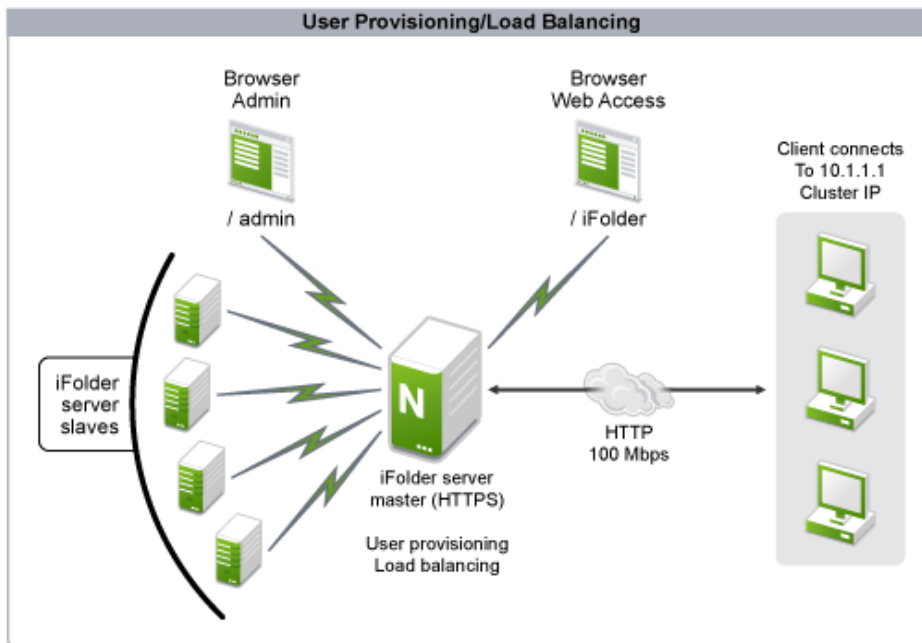 User Provisioning/Load Balancing
Browser
Admin
/ admin
Browser
Web Access
/ iFolder
Client connects
To 10.1.1.1
Cluster IP
iFolder
server
slaves
N
iFolder server
master (HTTPS)
User provisioning
Load balancing
HTTP
100 Mbps